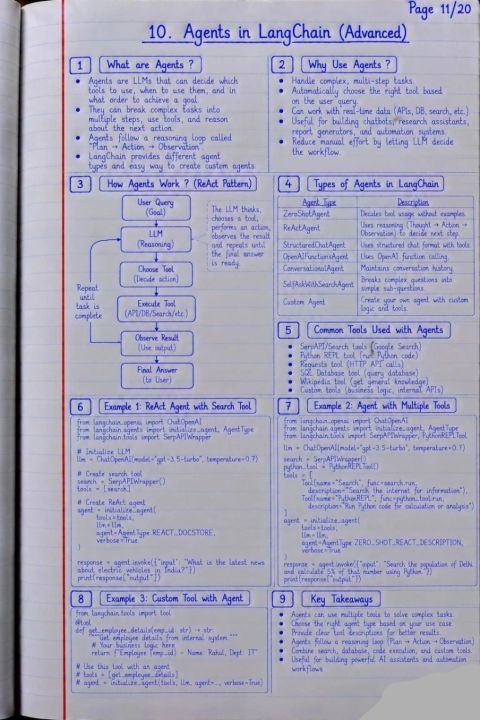 Page 11/20
10. Agents in LangChain (Advanced)
1 What are Agents ?
• Agents are LLMs that can decide which
tools to use, when to use them, and in
what order to achieve a goal.
• They can break complex tasks into
multiple steps, use tools, and reason
about the next action.
• Agents follow a reasoning loop called
"Plan → Action → Observation".
• LangChain provides different agent
types and easy way to create custom agents.
2 Why Use Agents ?
• Handle complex, multi-step tasks.
• Automatically choose the right tool based
on the user query.
• Can work with real-time data (APIs, DB, search, etc.)
• Useful for building chatbots, research assistants,
report generators, and automation systems.
• Reduce manual effort by letting LLM decide
the workflow.
3 How Agents Work ? (ReAct Pattern)
User Query
(Goal)
LLM
(Reasoning)
Choose Tool
(Decide action)
Execute Tool
(API/DB/Search/etc.)
Observe Result
(Use output)
Final Answer
(to User)
Repeat
until
task is
complete
The LLM thinks,
chooses a tool,
performs an action,
observes the result
and repeats until
the final answer
is ready.
4 Types of Agents in LangChain
Agent Type Description
ZeroShotAgent Decides tool usage without examples.
ReActAgent Uses reasoning (Thought → Action →
Observation) to decide next step.
StructuredChatAgent Uses structured chat format with tools.
OpenAIFunctionsAgent Uses OpenAI function calling.
ConversationalAgent Maintains conversation history.
SelfAskWithSearchAgent Breaks complex questions into
simple sub-questions.
Custom Agent Create your own agent with custom
logic and tools.
5 Common Tools Used with Agents
• SerpAPI/Search tools (Google Search)
• Python REPL tool (run Python code)
• Requests tool (HTTP API calls)
• SQL Database tool (query database)
• Wikipedia tool (get general knowledge)
• Custom tools (business logic, internal APIs)
6 Example 1: ReAct Agent with Search Tool
from langchain.openai import ChatOpenAI
from langchain.agents import initialize_agent, AgentType
from langchain.tools import SerpAPIWrapper
# Initialize LLM
llm = ChatOpenAI(model="gpt-3.5-turbo", temperature=0.7)
# Create search tool
search = SerpAPIWrapper()
tools = [search]
# Create ReAct agent
agent = initialize_agent(
tools=tools,
llm=llm,
agent=AgentType.REACT_DOCSTORE,
verbose=True
)
response = agent.invoke({"input": "What is the latest news
about electric vehicles in India?"})
print(response["output"])
7 Example 2: Agent with Multiple Tools
from langchain.openai import ChatOpenAI
from langchain.agents import initialize_agent, AgentType
from langchain.tools import SerpAPIWrapper, PythonREPLTool
llm = ChatOpenAI(model="gpt-3.5-turbo", temperature=0.7)
search = SerpAPIWrapper()
python_tool = PythonREPLTool()
tools = [
Tool(name="Search", func=search.run,
description="Search the internet for information"),
Tool(name="PythonREPL", func=python_tool.run,
description="Run Python code for calculation or analysis")
]
agent = initialize_agent(
tools=tools,
llm=llm,
agent=AgentType.ZERO_SHOT_REACT_DESCRIPTION,
verbose=True
)
response = agent.invoke({"input": "Search the population of Delhi
and calculate 5% of that number using Python."})
print(response["output"])
8 Example 3: Custom Tool with Agent
from langchain.tools import tool
@tool
def get_employee_details(emp_id: str) -> str:
"""Get employee details from internal system."""
# Your business logic here
return f"Employee {emp_id} - Name: Rahul, Dept: IT"
# Use this tool with an agent
# tools = [get_employee_details]
# agent = initialize_agent(tools, llm, agent=..., verbose=True)
9 Key Takeaways
• Agents can use multiple tools to solve complex tasks.
• Choose the right agent type based on your use case.
• Provide clear tool descriptions for better results.
• Agents follow a reasoning loop (Plan → Action → Observation)
• Combine search, database, code execution, and custom tools.
• Useful for building powerful AI assistants and automation
workflows.